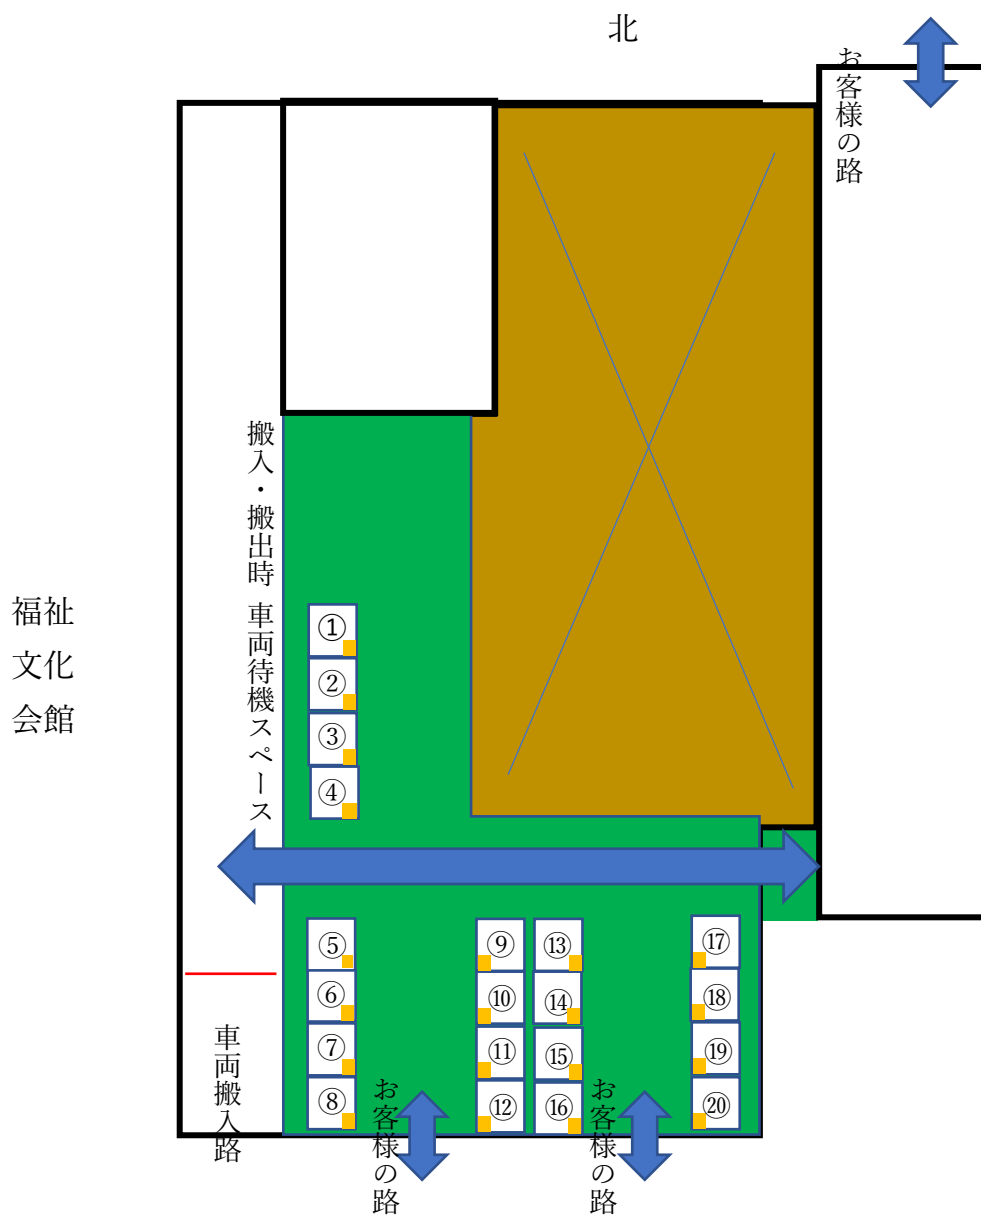 北
お客様の路
搬入・搬出時 車両待機スペース
福祉
文化
会館
①
②
③
④
⑤
⑥
⑦
⑧
⑨
⑩
⑪
⑫
⑬
⑭
⑮
⑯
⑰
⑱
⑲
⑳
車両搬入路
お客様の路
お客様の路